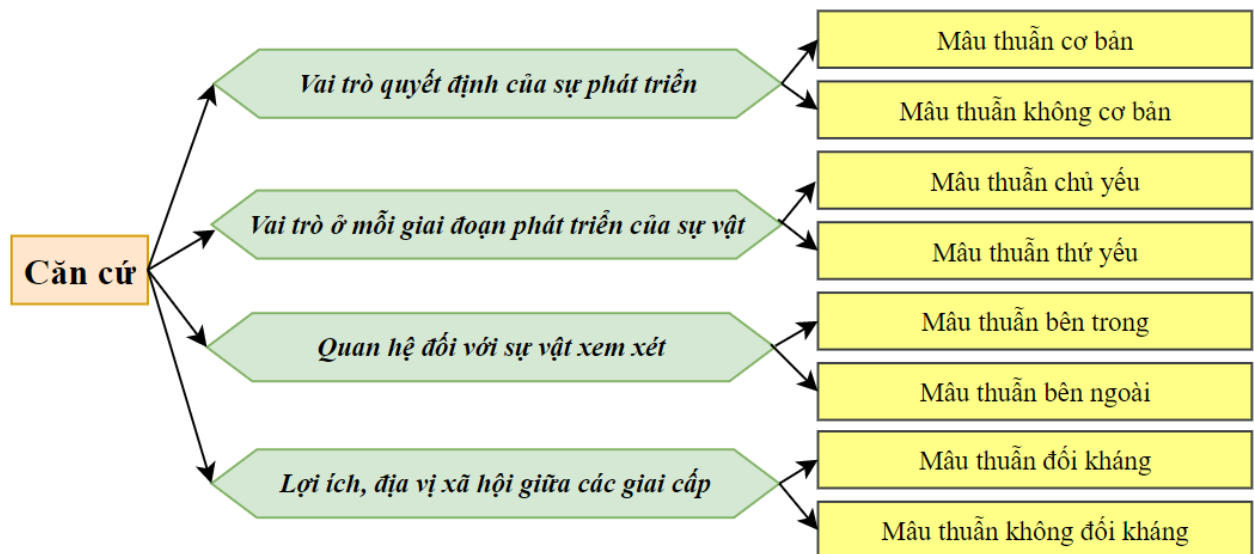 Căn cứ
Vai trò quyết định của sự phát triển
Mâu thuẫn cơ bản
Mâu thuẫn không cơ bản
Vai trò ở mỗi giai đoạn phát triển của sự vật
Mâu thuẫn chủ yếu
Mâu thuẫn thứ yếu
Quan hệ đối với sự vật xem xét
Mâu thuẫn bên trong
Mâu thuẫn bên ngoài
Lợi ích, địa vị xã hội giữa các giai cấp
Mâu thuẫn đối kháng
Mâu thuẫn không đối kháng